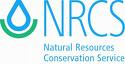 NRCS
Natural Resources
Conservation Service